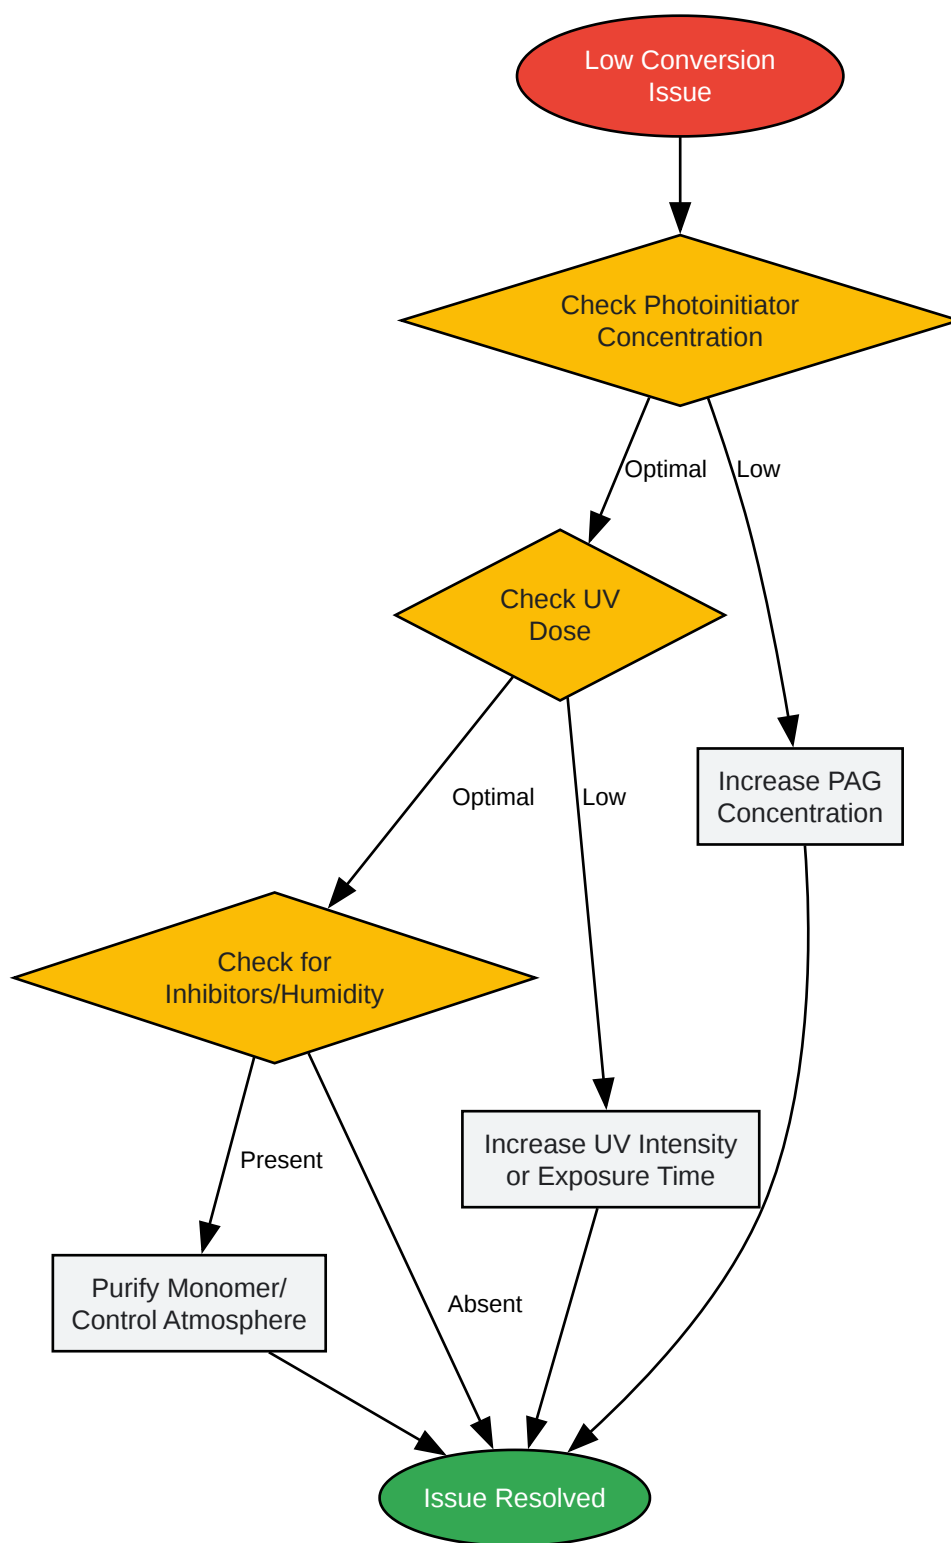 Low Conversion
Issue
Check Photoinitiator
Concentration
Optimal
Low
Check UV
Dose
Increase PAG
Concentration
Optimal
Low
Check for
Inhibitors/Humidity
Increase UV Intensity
or Exposure Time
Present
Purify Monomer/
Control Atmosphere
Absent
Issue Resolved